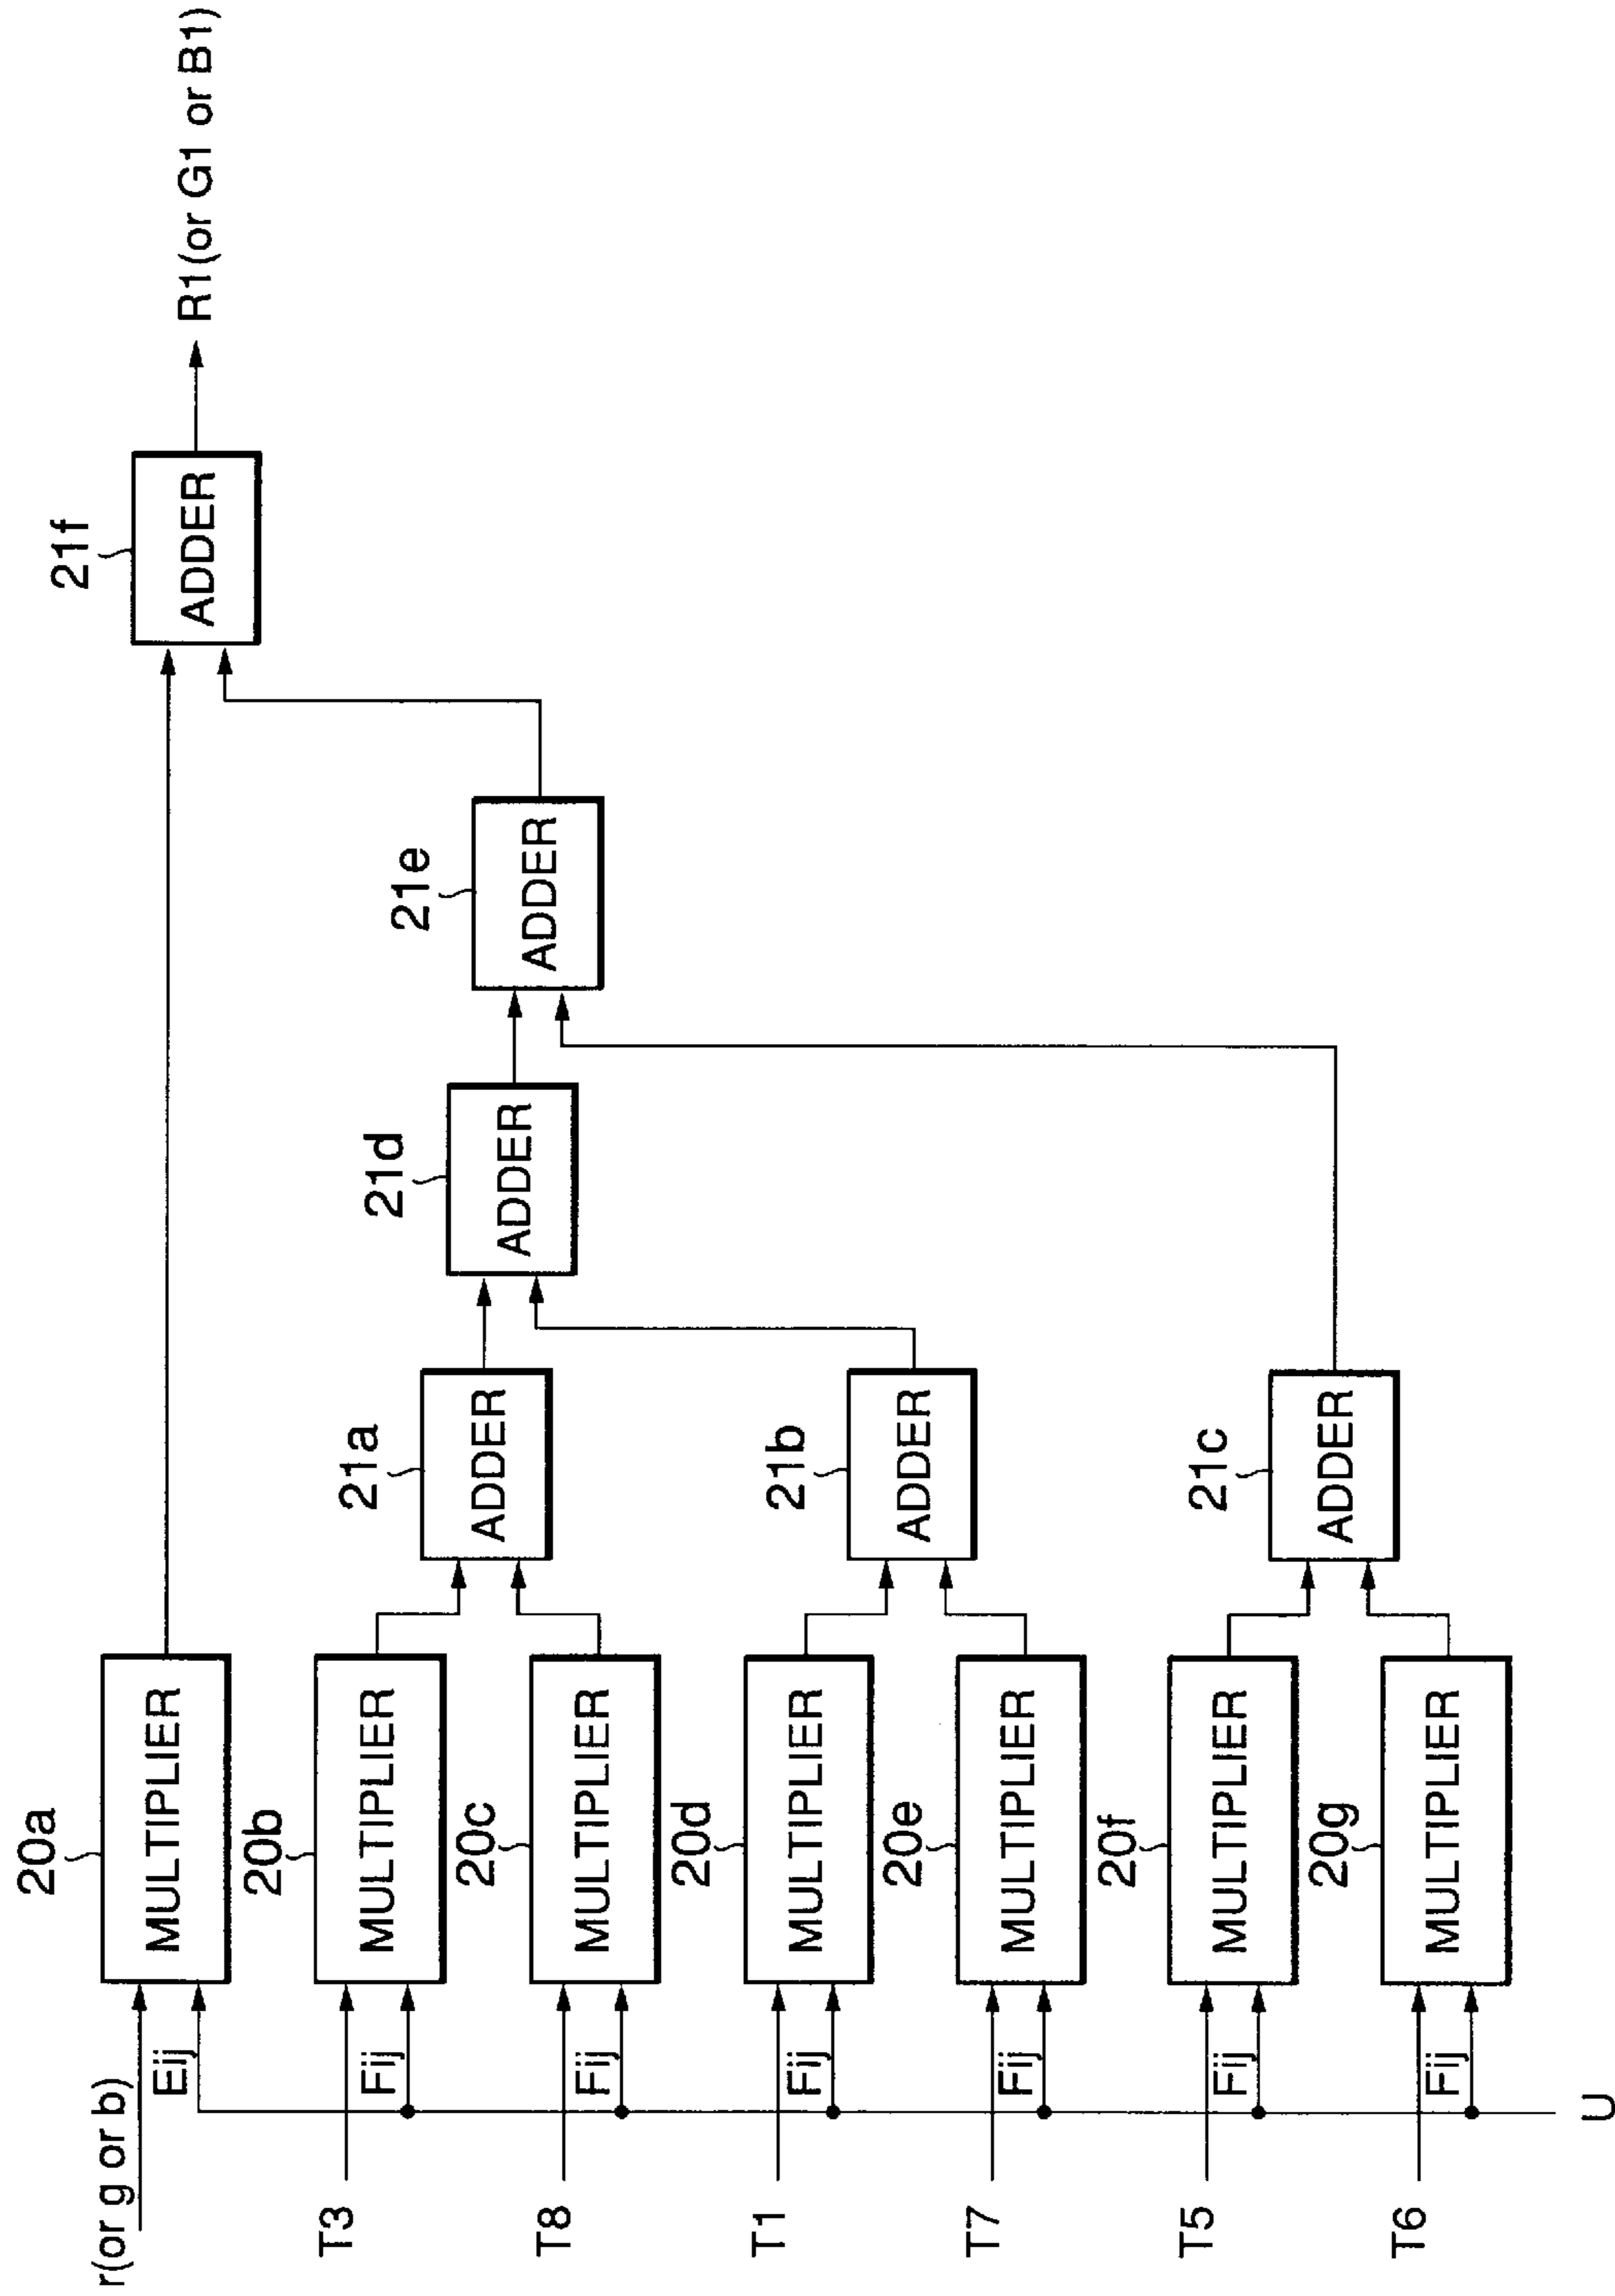 r(or g or b)
Eij
20a
MULTIPLIER
T3
Fij
20b
MULTIPLIER
T8
Fij
20c
MULTIPLIER
T1
Fij
20d
MULTIPLIER
T7
Fij
20e
MULTIPLIER
T5
Fij
20f
MULTIPLIER
T6
Fij
20g
MULTIPLIER
U
21a
ADDER
21b
ADDER
21c
ADDER
21d
ADDER
21e
ADDER
21f
ADDER
R1(or G1 or B1)